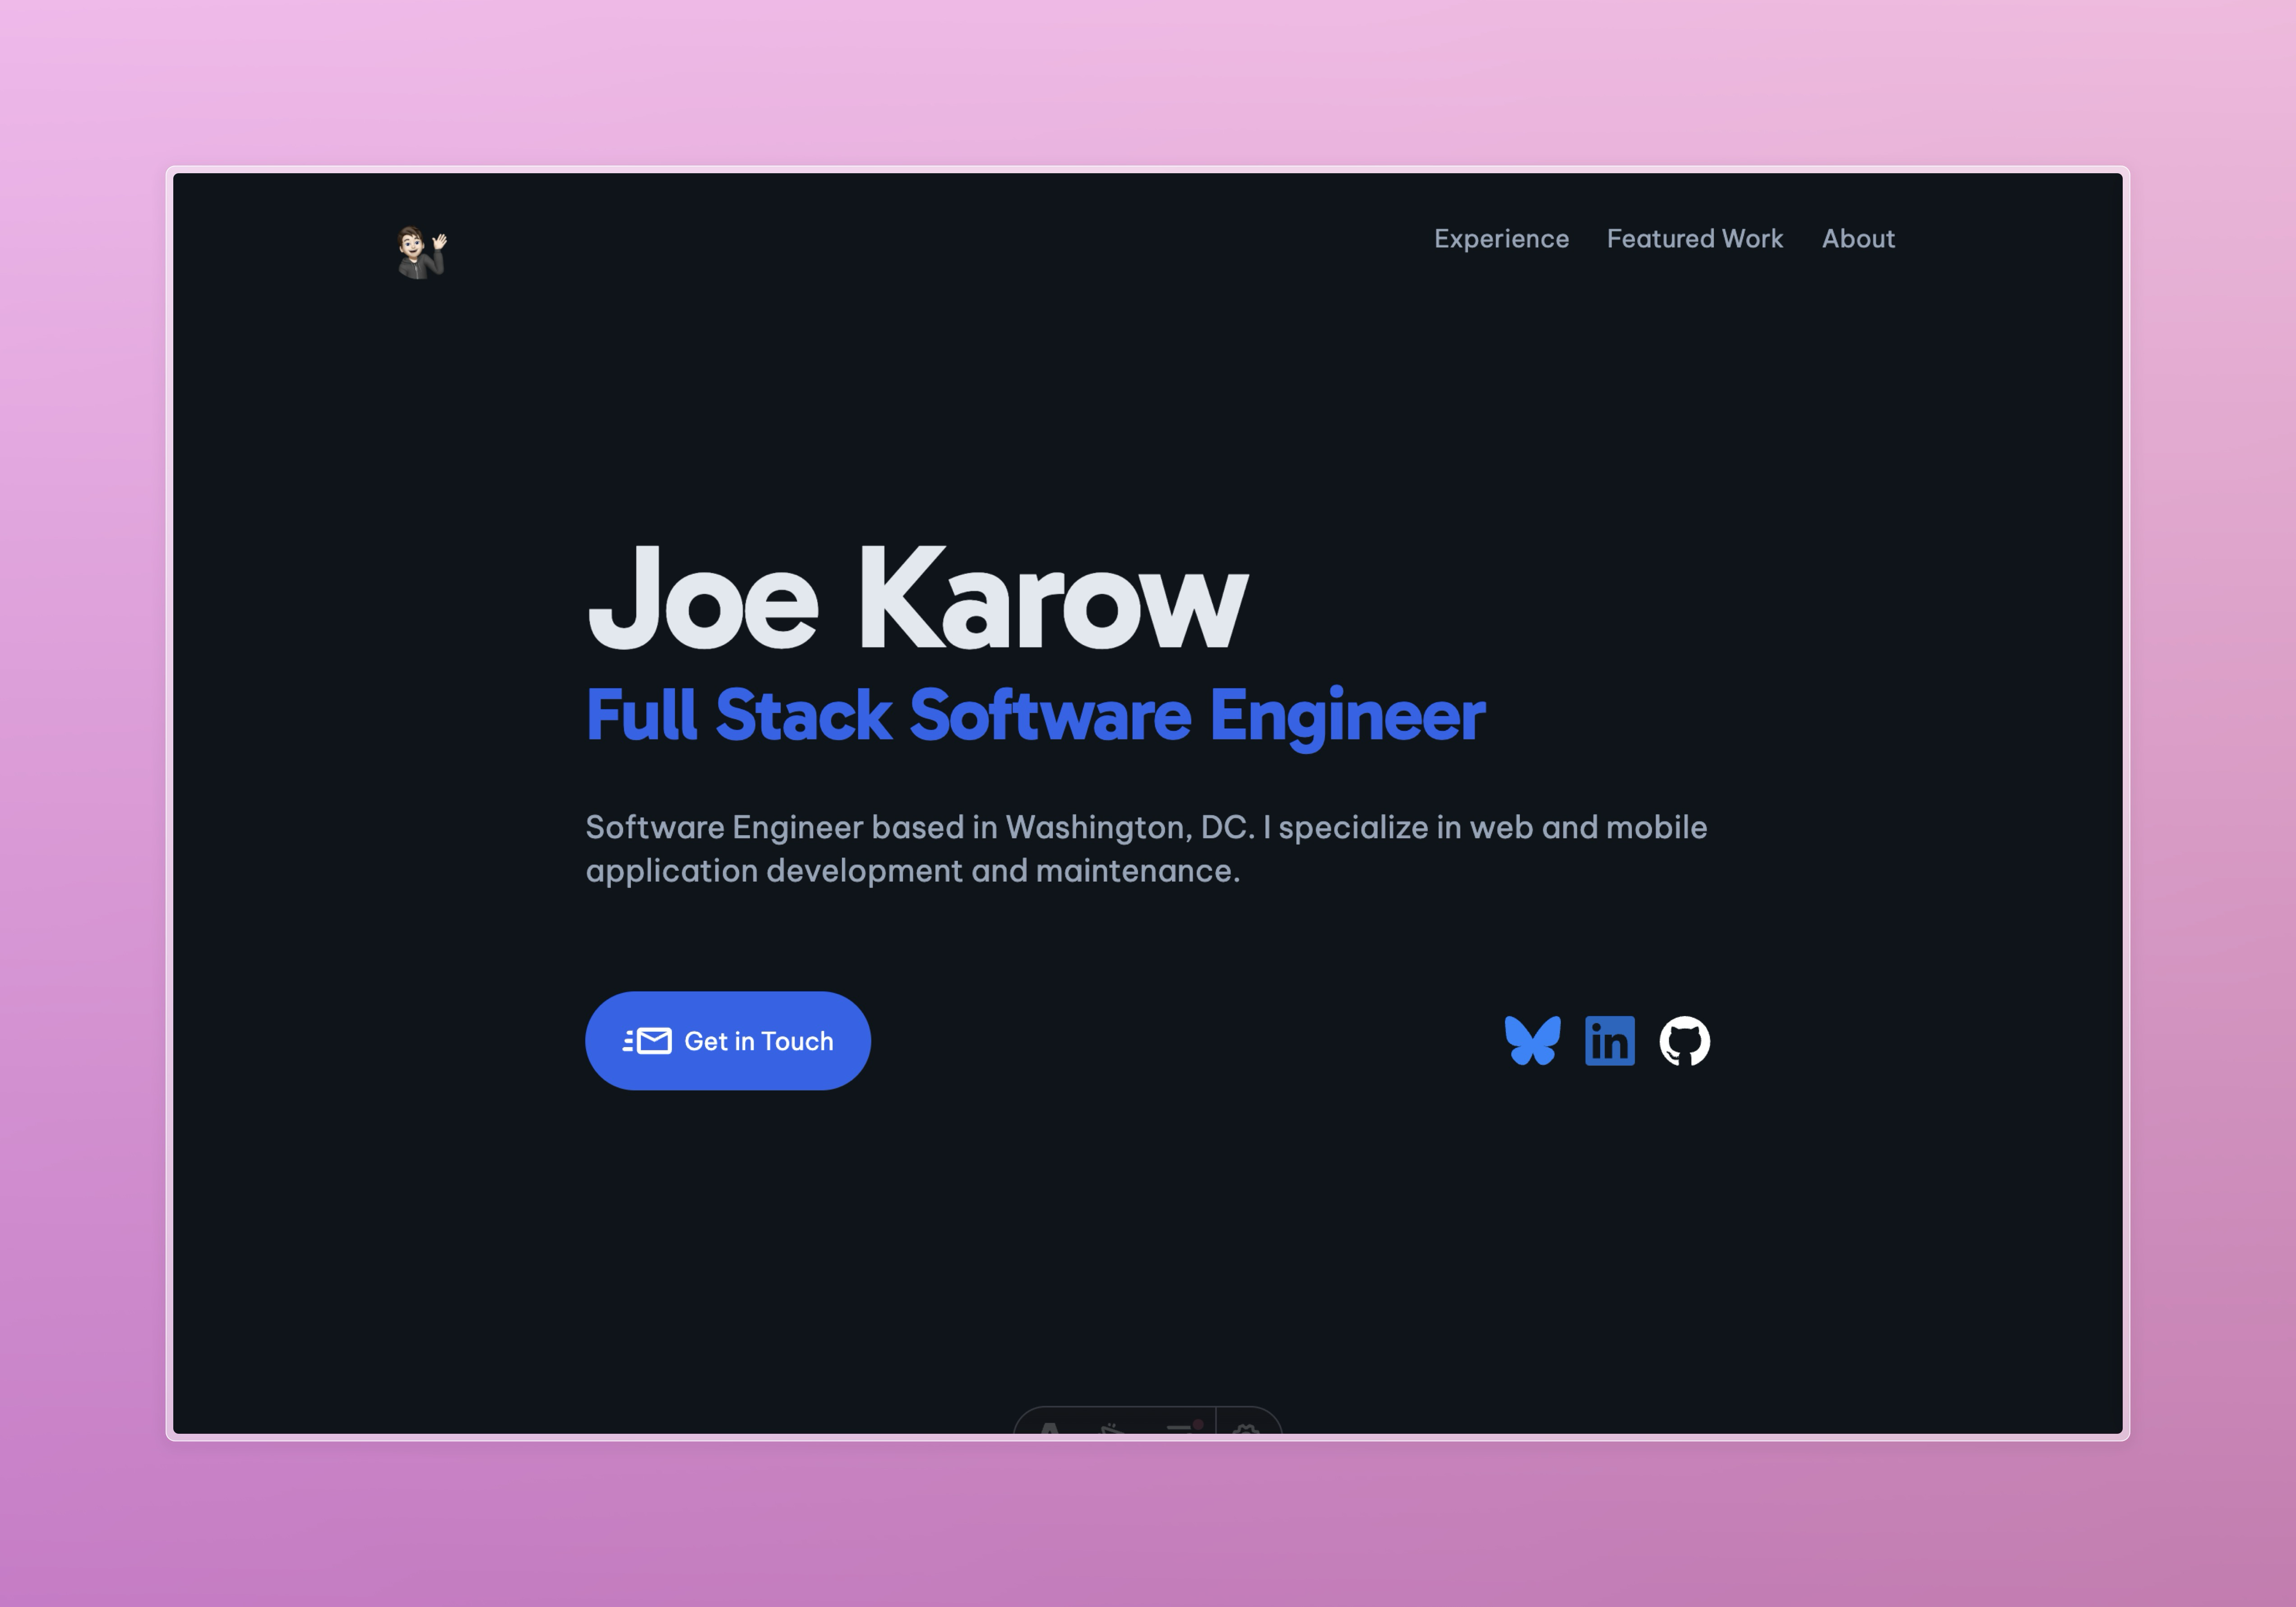 Experience Featured Work About
Joe Karow
Full Stack Software Engineer
Software Engineer based in Washington, DC. I specialize in web and mobile
application development and maintenance.
Get in Touch
in